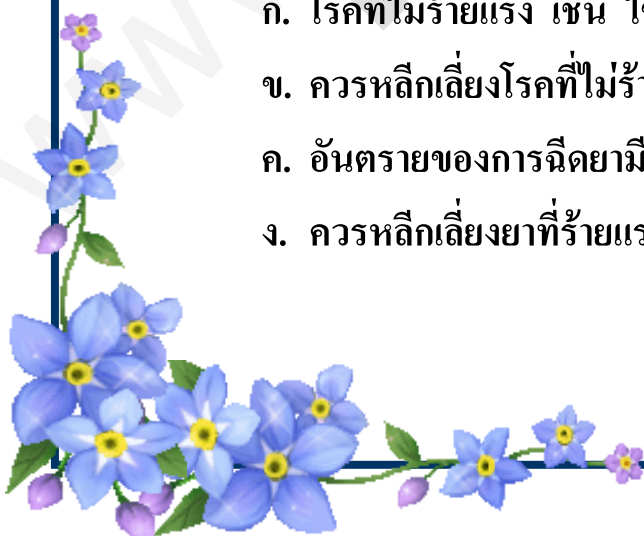 ก. โรคที่ไม่ร้ายแรง เช่น
ข. ควรหลีกเลี่ยงโรคที่ไม่
ค. อันตรายของการฉีดยา
ง. ควรหลีกเลี่ยงยาที่ร้าย